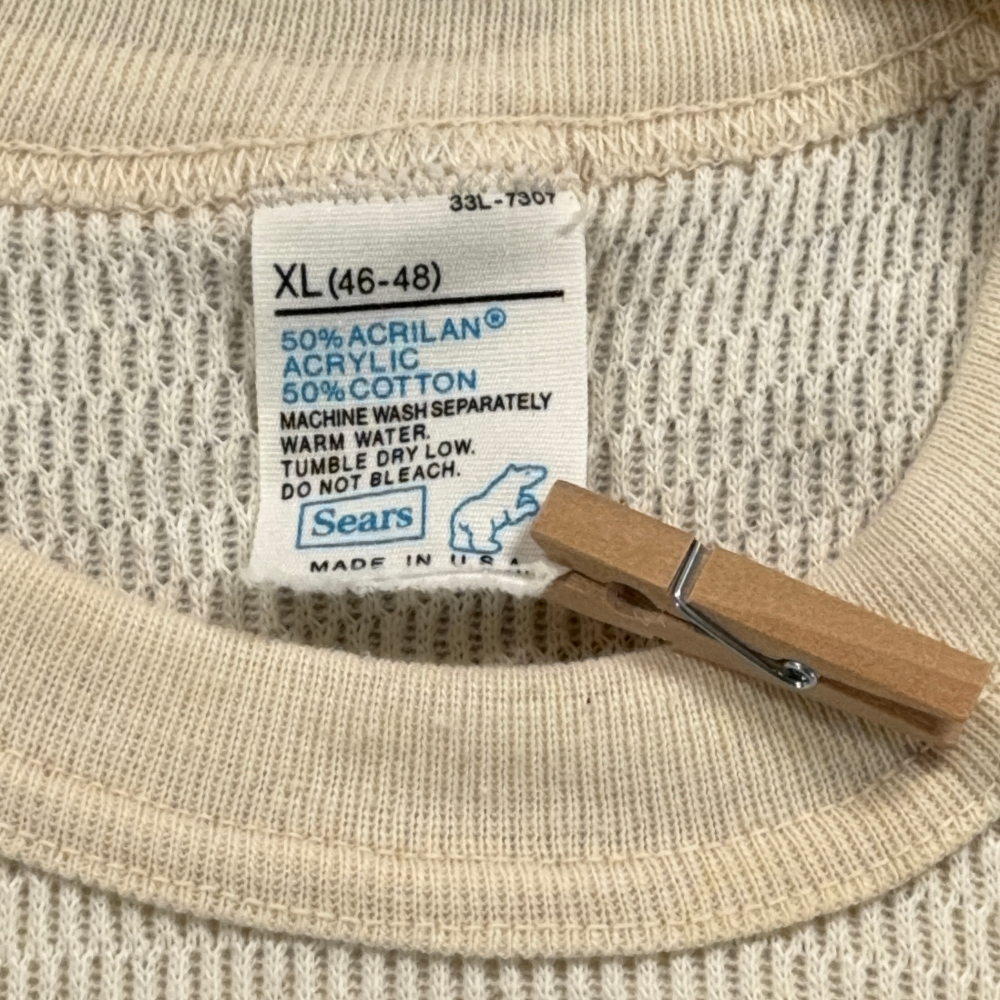 33L-7307
XL (46-48)
50% ACRILAN®
ACRYLIC
50% COTTON
MACHINE WASH SEPARATELY
WARM WATER.
TUMBLE DRY LOW.
DO NOT BLEACH.
Sears
MADE IN U.S.A.